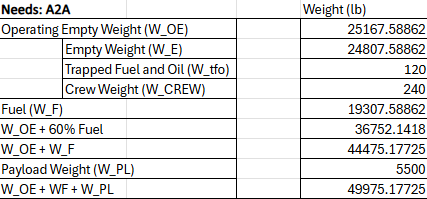 Needs: A2A Weight (lb)
Operating Empty Weight (W_OE) 25167.58862
Empty Weight (W_E) 24807.58862
Trapped Fuel and Oil (W_tfo) 120
Crew Weight (W_CREW) 240
Fuel (W_F) 19307.58862
W_OE + 60% Fuel 36752.1418
W_OE + W_F 44475.17725
Payload Weight (W_PL) 5500
W_OE + WF + W_PL 49975.17725